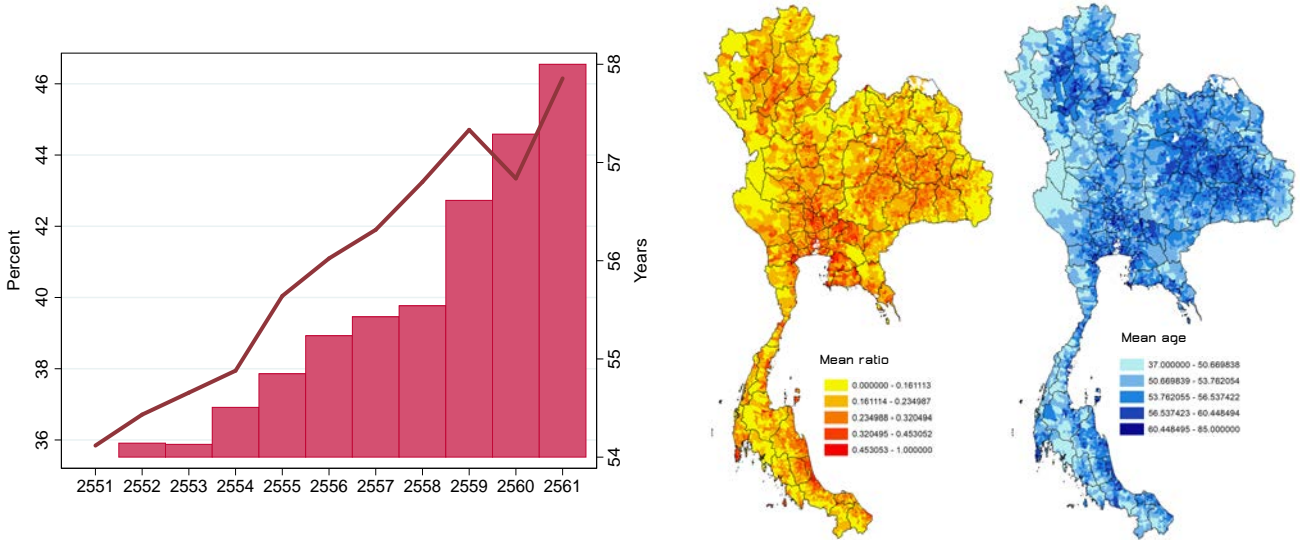 Percent
46
44
42
40
38
36
58
57
56
55
54
Years
2551 2552 2553 2554 2555 2556 2557 2558 2559 2560 2561
Mean ratio
0.000000 - 0.161113
0.161114 - 0.234987
0.234988 - 0.320494
0.320495 - 0.453052
0.453053 - 1.000000
Mean age
37.000000 - 50.669838
50.669839 - 53.762054
53.762055 - 56.537422
56.537423 - 60.448494
60.448495 - 85.000000